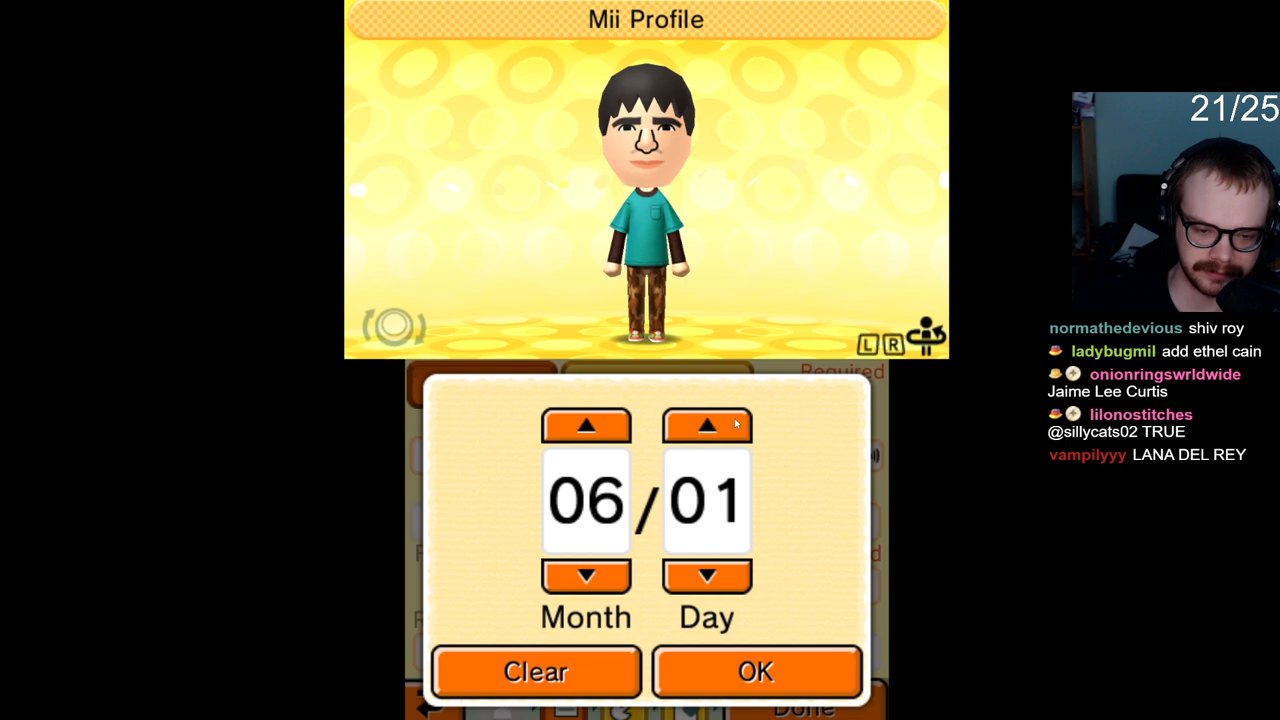 Mii Profile
21/25
L R
normathedevious shiv roy
ladybugmil add ethel cain
onionringswrldwide
Jaime Lee Curtis
lilonostitches
@sillycats02 TRUE
vampilyyy LANA DEL REY
Required
06/01
Month Day
Clear OK
Done